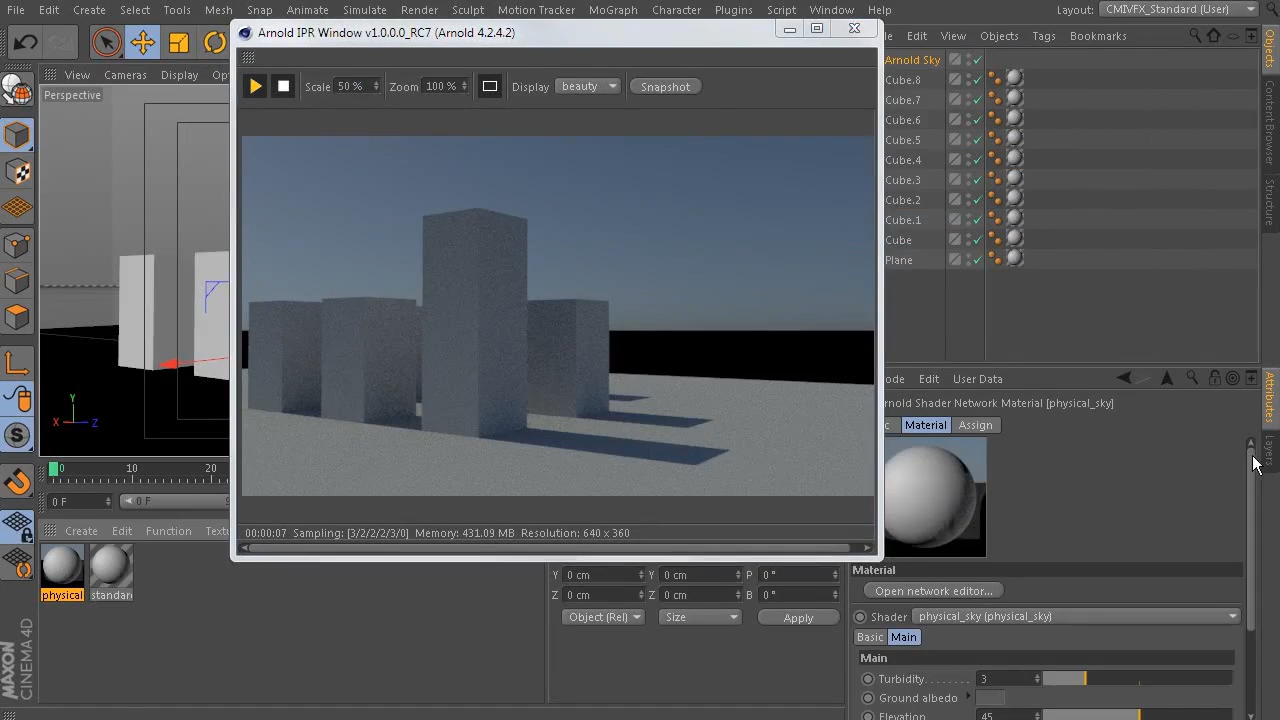 File Edit Create Select Tools Mesh Snap Animate Simulate Render Sculpt Motion Tracker MoGraph Character Plugins Script Window Help Layout: CMIVFX_Standard (User)
Arnold IPR Window v1.0.0.0_RC7 (Arnold 4.2.4.2)
Edit View Objects Tags Bookmarks
View Cameras Display
Perspective
Scale 50 % Zoom 100 % Display beauty Snapshot
Arnold Sky
Cube.8
Cube.7
Cube.6
Cube.5
Cube.4
Cube.3
Cube.2
Cube.1
Cube
Plane
Objects
Content Browser
Structure
Y
X Z
0 10 20
0 F 0 F
Create Edit Function
physical
00:00:07 Sampling: [3/2/2/2/3/0] Memory: 431.09 MB Resolution: 640 x 360
Y 0 cm Y 0 cm P 0 °
Z 0 cm Z 0 cm B 0 °
Object (Rel) Size Apply
Edit User Data
Shader Network Material [physical_sky]
Material Assign
Attributes
Layers
Material
Open network editor...
Shader physical_sky (physical_sky)
Basic Main
Main
Turbidity 3
Ground albedo
Elevation 45
MAXON
CINEMA 4D